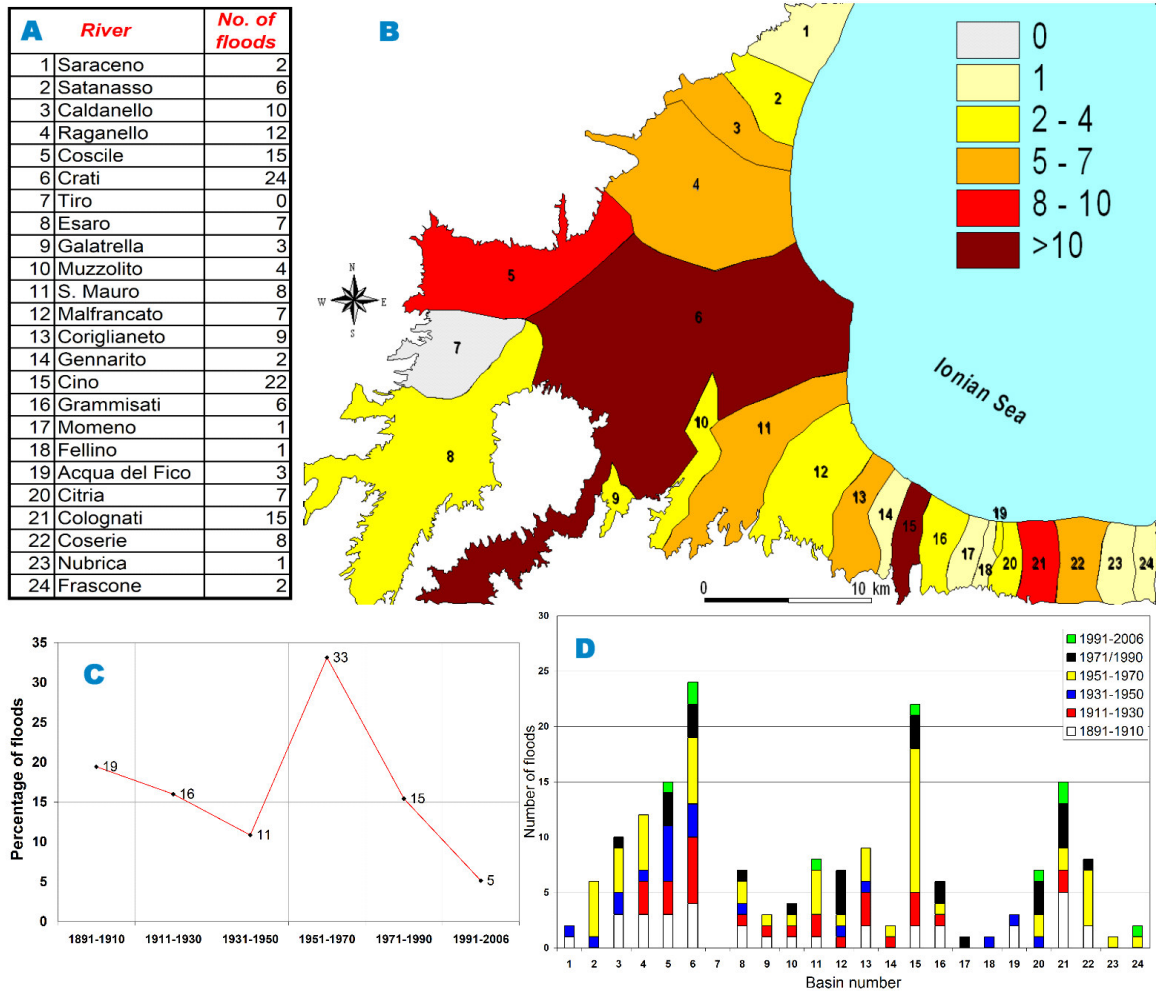 A River No. of floods
1 Saraceno 2
2 Satanasso 6
3 Caldanello 10
4 Raganello 12
5 Coscile 15
6 Crati 24
7 Tiro 0
8 Esaro 7
9 Galatrella 3
10 Muzzolito 4
11 S. Mauro 8
12 Malfrancato 7
13 Coriglianeto 9
14 Gennarito 2
15 Cino 22
16 Grammisati 6
17 Momeno 1
18 Fellino 1
19 Acqua del Fico 3
20 Citria 7
21 Colognati 15
22 Coserie 8
23 Nubrica 1
24 Frascone 2
B
0
1
2 - 4
5 - 7
8 - 10
>10
1
2
3
4
5
6
7
8
9
10
11
12
13
14
15
16
17
18
19
20
21
22
23
24
N
W E
S
Ionian Sea
0 10 km
C
Percentage of floods
35
30
25
20
15
10
5
0
19
16
11
33
15
5
1891-1910 1911-1930 1931-1950 1951-1970 1971-1990 1991-2006
D
Number of floods
30
25
20
15
10
5
0
1991-2006
1971/1990
1951-1970
1931-1950
1911-1930
1891-1910
1 2 3 4 5 6 7 8 9 10 11 12 13 14 15 16 17 18 19 20 21 22 23 24
Basin number